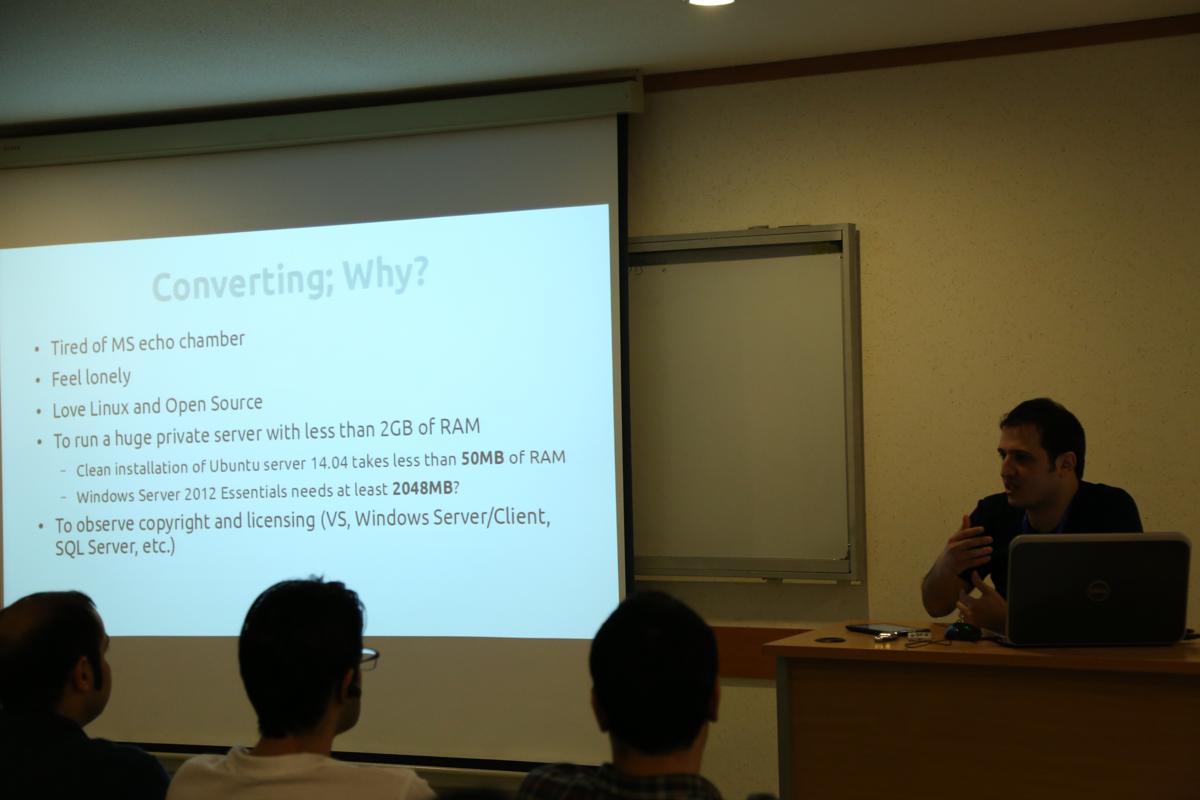 Converting; Why?
• Tired of MS echo chamber
• Feel lonely
• Love Linux and Open Source
• To run a huge private server with less than 2GB of RAM
– Clean installation of Ubuntu server 14.04 takes less than 50MB of RAM
– Windows Server 2012 Essentials needs at least 2048MB?
• To observe copyright and licensing (VS, Windows Server/Client,
SQL Server, etc.)
DELL